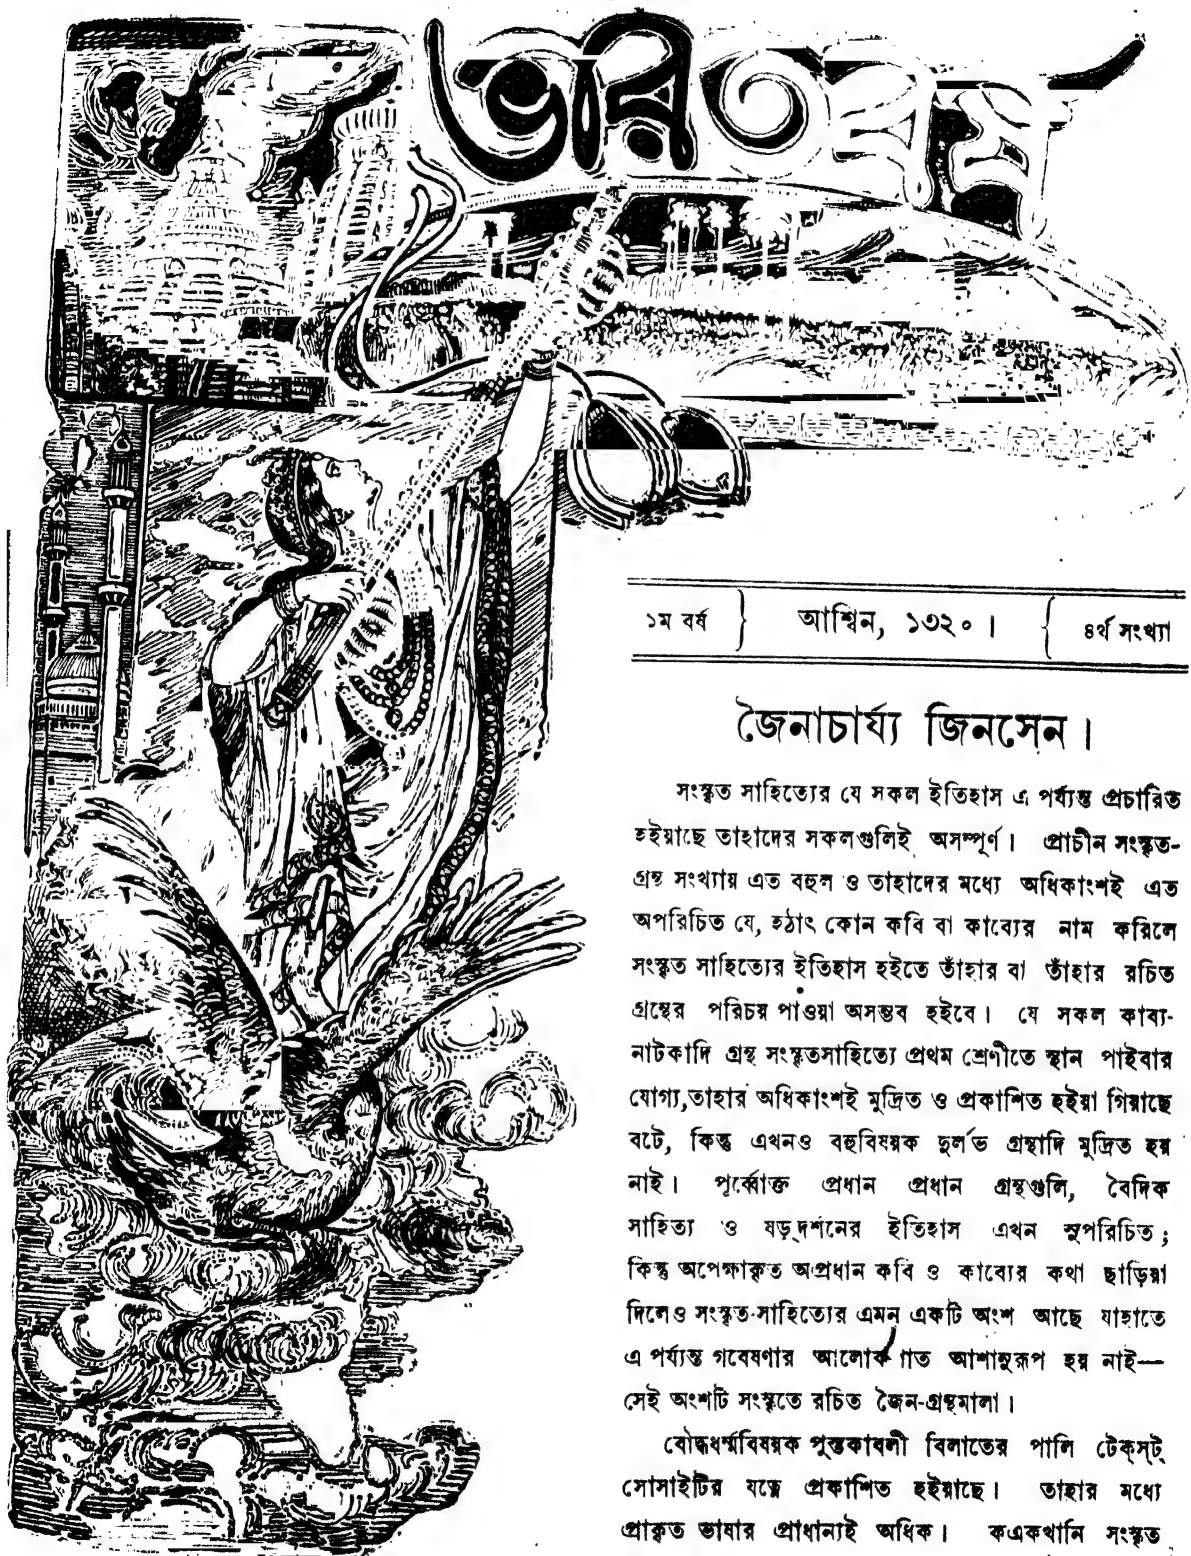 ভারতবর্ষ
১ম বর্ষ } আশ্বিন, ১৩২০। { ৪র্থ সংখ্যা
জৈনাচার্য্য জিনসেন।
সংস্কৃত সাহিত্যের যে সকল ইতিহাস এ পর্য্যন্ত প্রচারিত
হইয়াছে তাহাদের সকলগুলিই অসম্পূর্ণ। প্রাচীন সংস্কৃত-
গ্রন্থ সংখ্যায় এত বহুল ও তাহাদের মধ্যে অধিকাংশই এত
অপরিচিত যে, হঠাৎ কোন কবি বা কাব্যের নাম করিলে
সংস্কৃত সাহিত্যের ইতিহাস হইতে তাঁহার বা তাঁহার রচিত
গ্রন্থের পরিচয় পাওয়া অসম্ভব হইবে। যে সকল কাব্য-
নাটকাদি গ্রন্থ সংস্কৃতসাহিত্যে প্রথম শ্রেণীতে স্থান পাইবার
যোগ্য, তাহার অধিকাংশই মুদ্রিত ও প্রকাশিত হইয়া গিয়াছে
বটে, কিন্তু এখনও বহুবিষয়ক দুর্লভ গ্রন্থাদি মুদ্রিত হয়
নাই। পূর্ব্বোক্ত প্রধান প্রধান গ্রন্থগুলি, বৈদিক
সাহিত্য ও ষড়্দর্শনের ইতিহাস এখন সুপরিচিত;
কিন্তু অপেক্ষাকৃত অপ্রধান কবি ও কাব্যের কথা ছাড়িয়া
দিলেও সংস্কৃত-সাহিত্যের এমন একটি অংশ আছে যাহাতে
এ পর্য্যন্ত গবেষণার আলোক পাত আশানুরূপ হয় নাই—
সেই অংশটি সংস্কৃতে রচিত জৈন-গ্রন্থমালা।
বৌদ্ধধর্ম্মবিষয়ক পুস্তকাবলী বিলাতের পালি টেক্স্ট্
সোসাইটির যত্নে প্রকাশিত হইয়াছে। তাহার মধ্যে
প্রাকৃত ভাষার প্রাধান্যই অধিক। কএকখানি সংস্কৃত